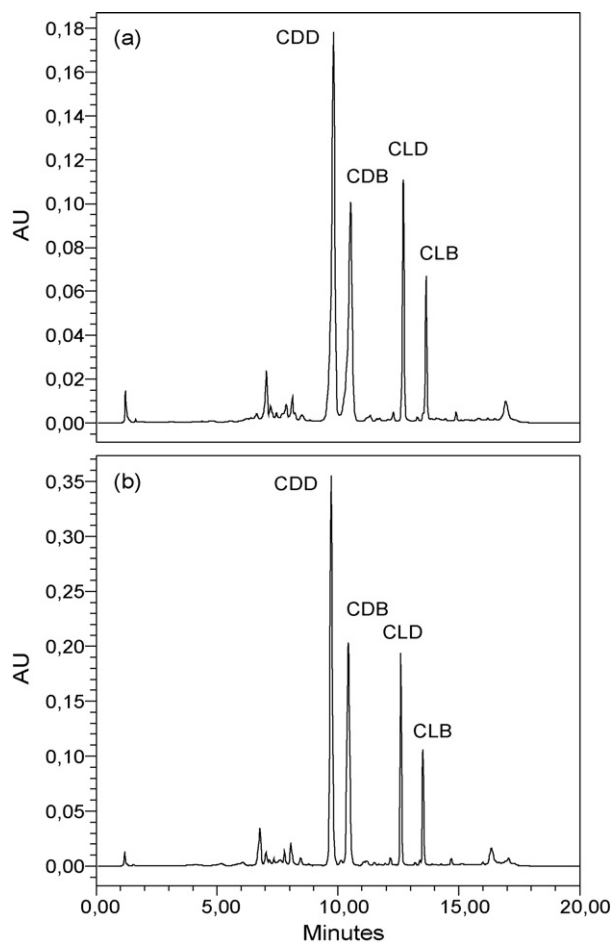 (a)
CDD
CDB
CLD
CLB
AU
0,18
0,16
0,14
0,12
0,10
0,08
0,06
0,04
0,02
0,00
(b)
CDD
CDB
CLD
CLB
AU
0,35
0,30
0,25
0,20
0,15
0,10
0,05
0,00
0,00 5,00 10,00 15,00 20,00
Minutes